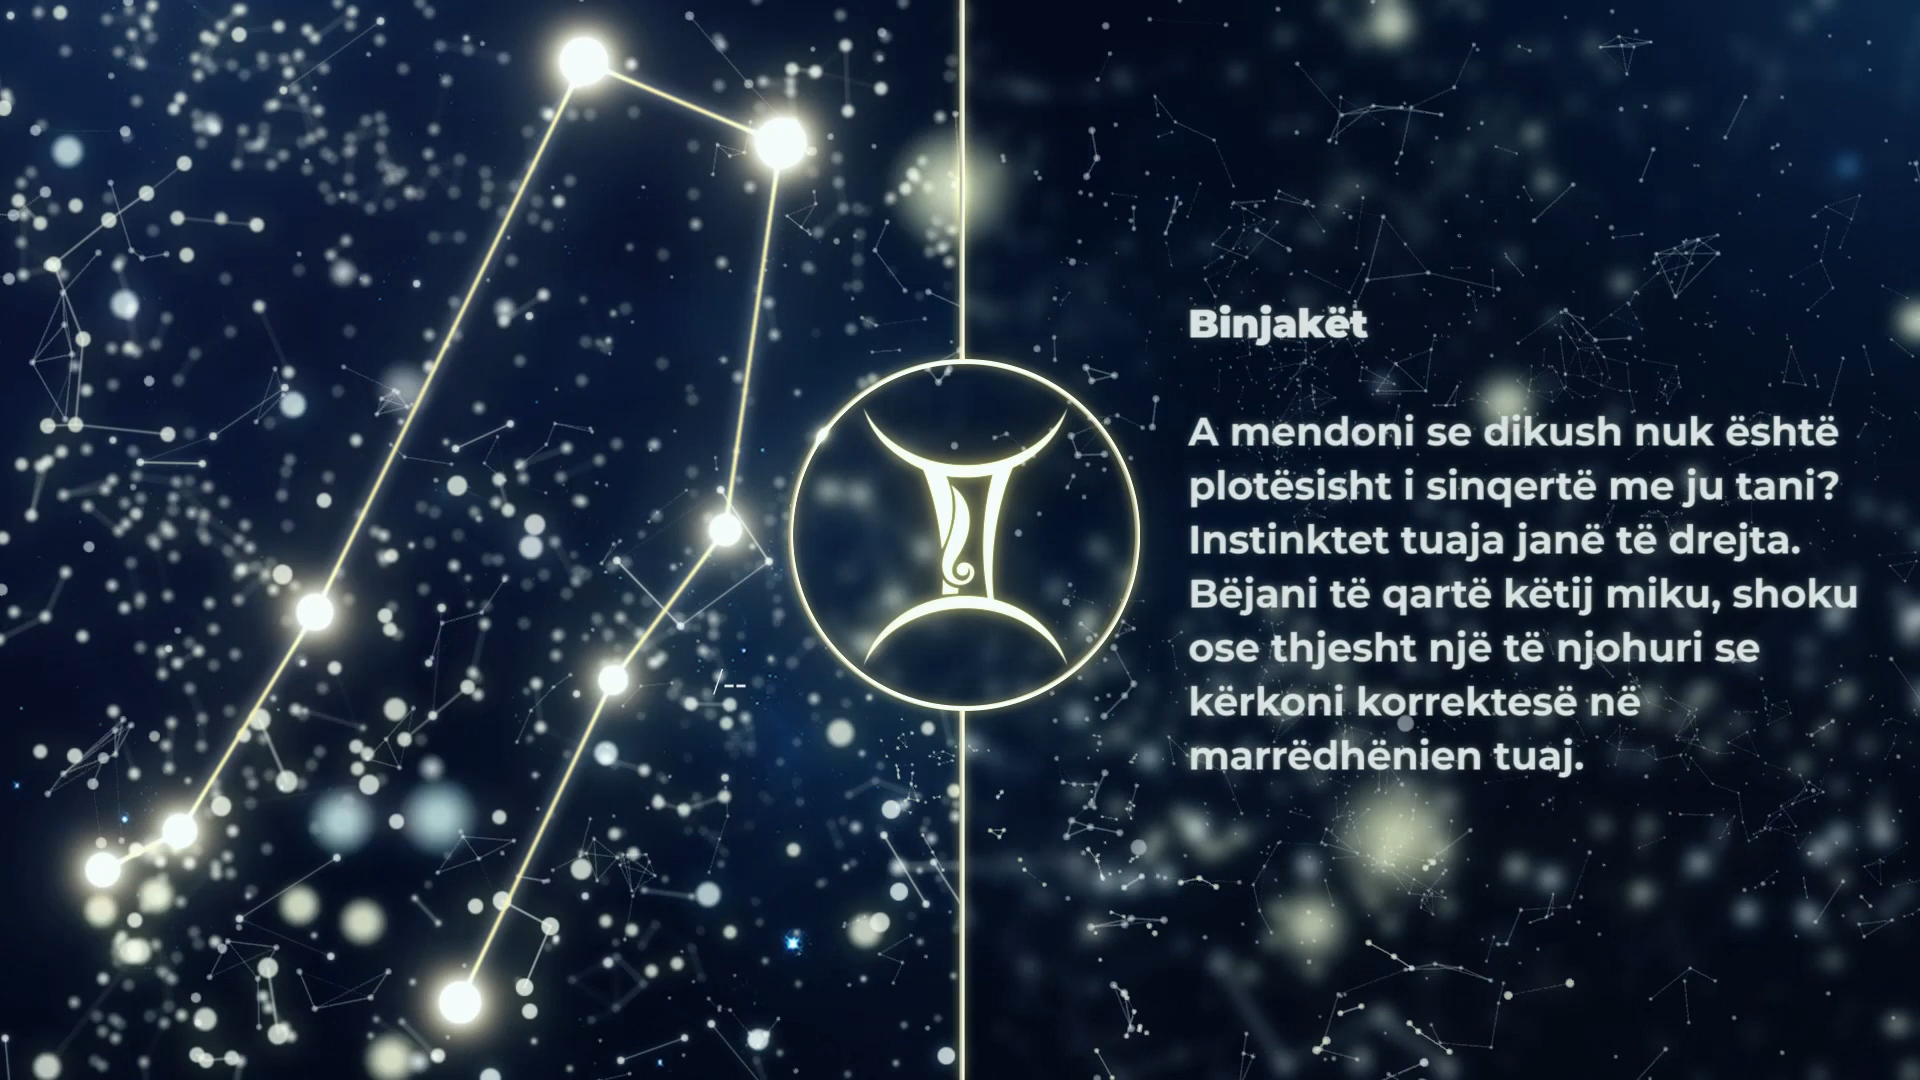 Binjakët
A mendoni se dikush nuk është
plotësisht i sinqertë me ju tani?
Instinktet tuaja janë të drejta.
Bëjani të qartë këtij miku, shoku
ose thjesht një të njohuri se
kërkoni korrektesë në
marrëdhënien tuaj.